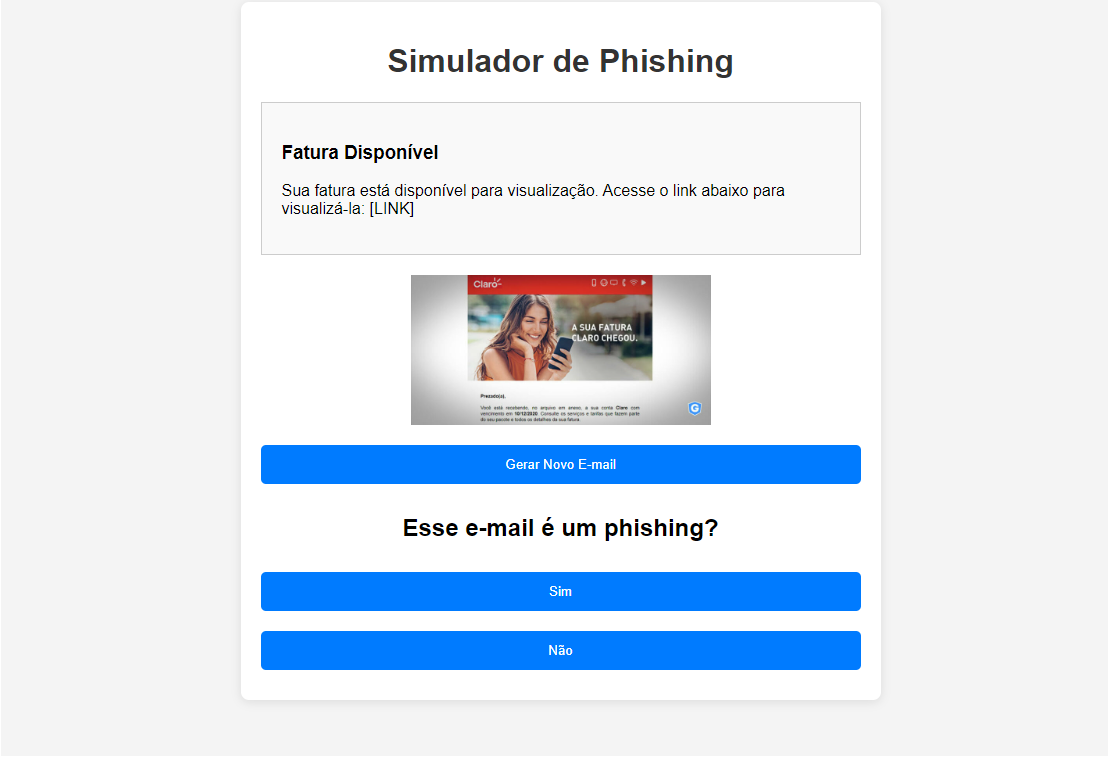 Simulador de Phishing
Fatura Disponível
Sua fatura está disponível para visualização. Acesse o link abaixo para
visualizá-la: [LINK]
Claro
A SUA FATURA
CLARO CHEGOU.
Prezado(a),
Você está recebendo, no arquivo em anexo, a sua conta Claro com
vencimento em 10/12/2020. Consulte os serviços e tarifas que fazem parte
do seu pacote e todos os detalhes da sua fatura.
G
Gerar Novo E-mail
Esse e-mail é um phishing?
Sim
Não